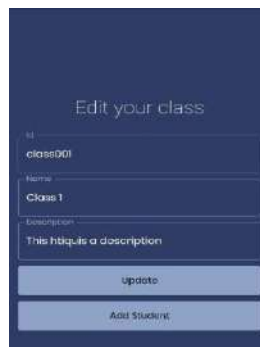 Edit your class
Id
class001
Name
Class 1
Description
This htiquis a description
Update
Add Student